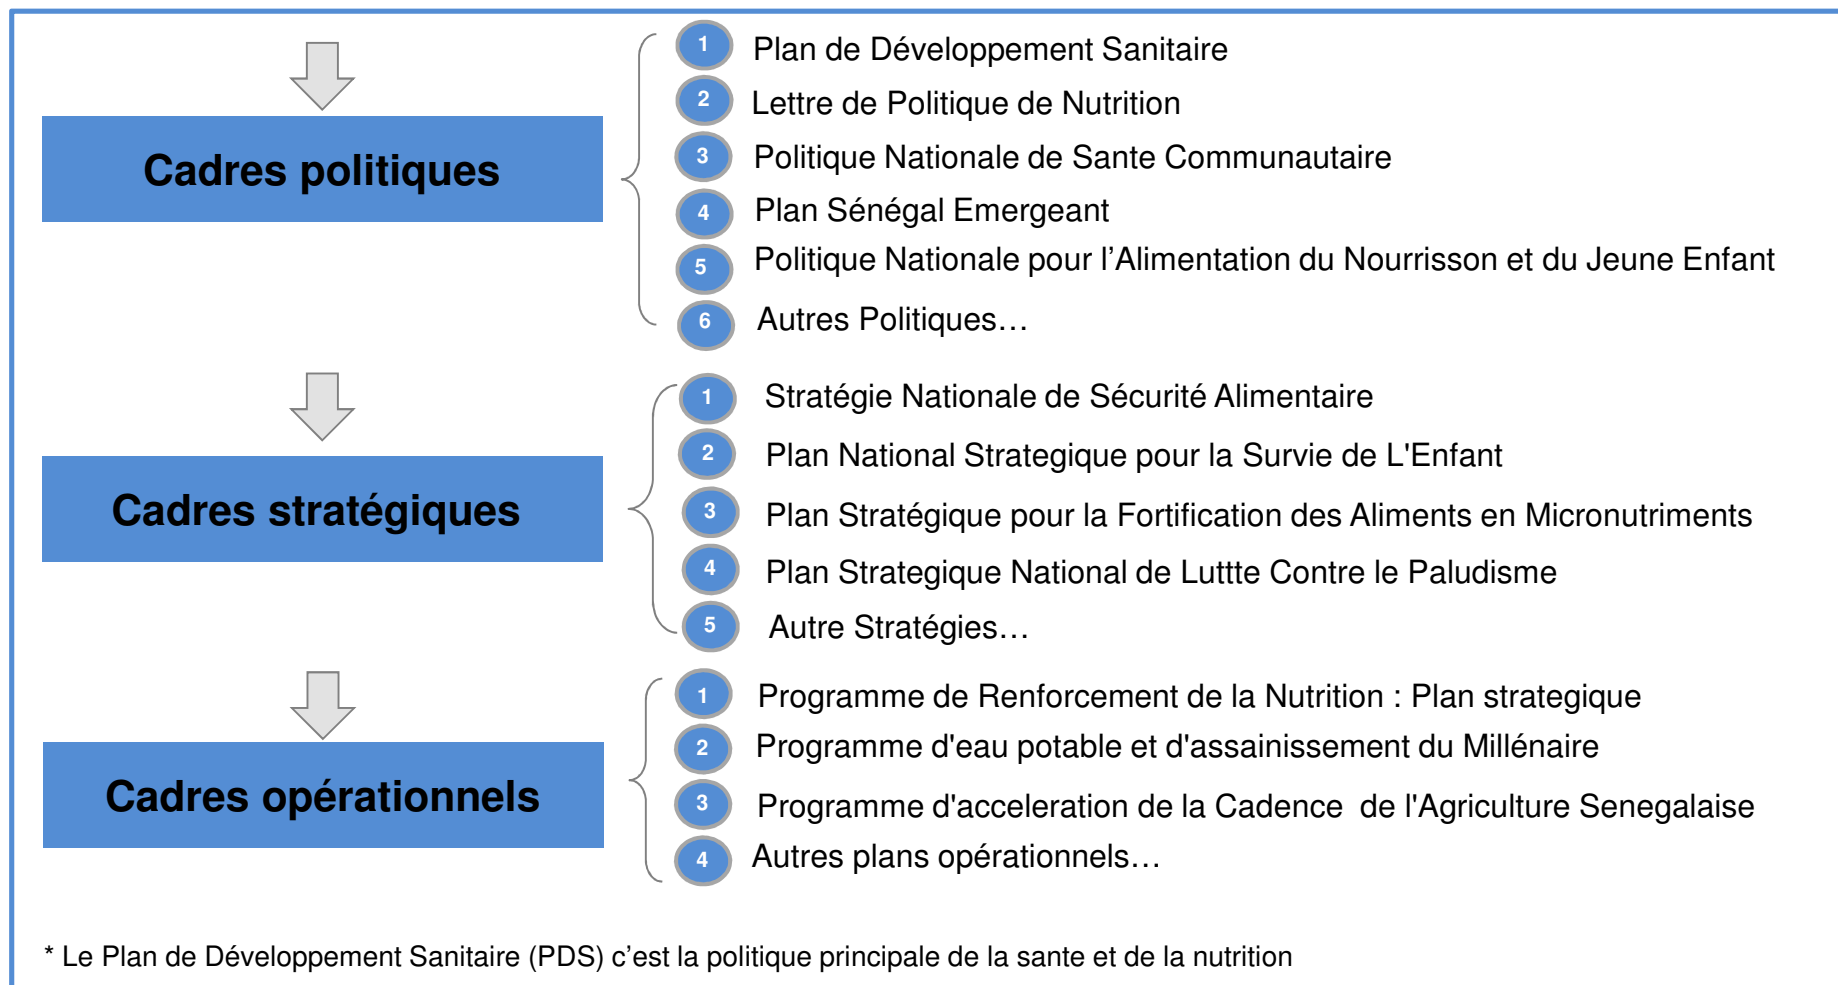 Cadres politiques
1 Plan de Développement Sanitaire
2 Lettre de Politique de Nutrition
3 Politique Nationale de Sante Communautaire
4 Plan Sénégal Emergeant
5 Politique Nationale pour l’Alimentation du Nourrisson et du Jeune Enfant
6 Autres Politiques…
Cadres stratégiques
1 Stratégie Nationale de Sécurité Alimentaire
2 Plan National Strategique pour la Survie de L'Enfant
3 Plan Stratégique pour la Fortification des Aliments en Micronutriments
4 Plan Strategique National de Luttte Contre le Paludisme
5 Autre Stratégies…
Cadres opérationnels
1 Programme de Renforcement de la Nutrition : Plan strategique
2 Programme d'eau potable et d'assainissement du Millénaire
3 Programme d'acceleration de la Cadence de l'Agriculture Senegalaise
4 Autres plans opérationnels…
* Le Plan de Développement Sanitaire (PDS) c’est la politique principale de la sante et de la nutrition